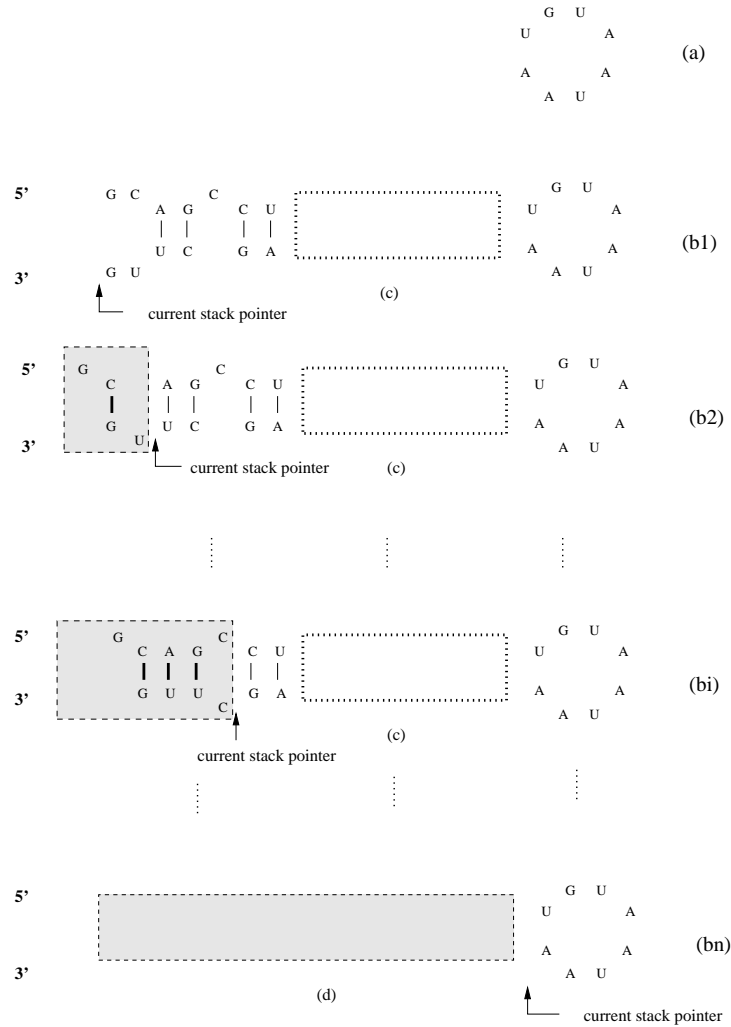 G U
U A
(a)
A A
A U
5' G C C G U
A G C U U A
(b1)
U C G A A A
3' G U A U
(c)
current stack pointer
5' G C G U
C A G C U U A
(b2)
G U C G A A A
3' U A U
current stack pointer (c)
5' G C G U
C A G C U U A
(bi)
G U U G A A A
3' C A U
(c)
current stack pointer
5' G U
U A
(bn)
A A
3' A U
(d)
current stack pointer